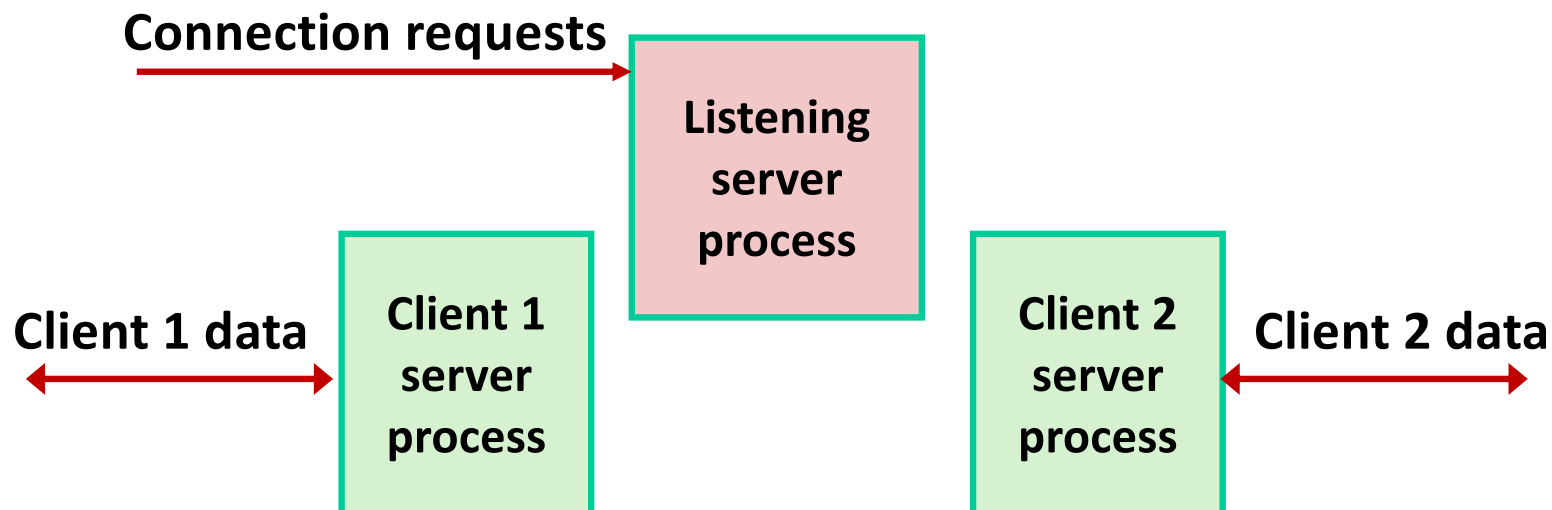 Connection requests
Listening
server
process
Client 1
server
process
Client 2
server
process
Client 1 data
Client 2 data